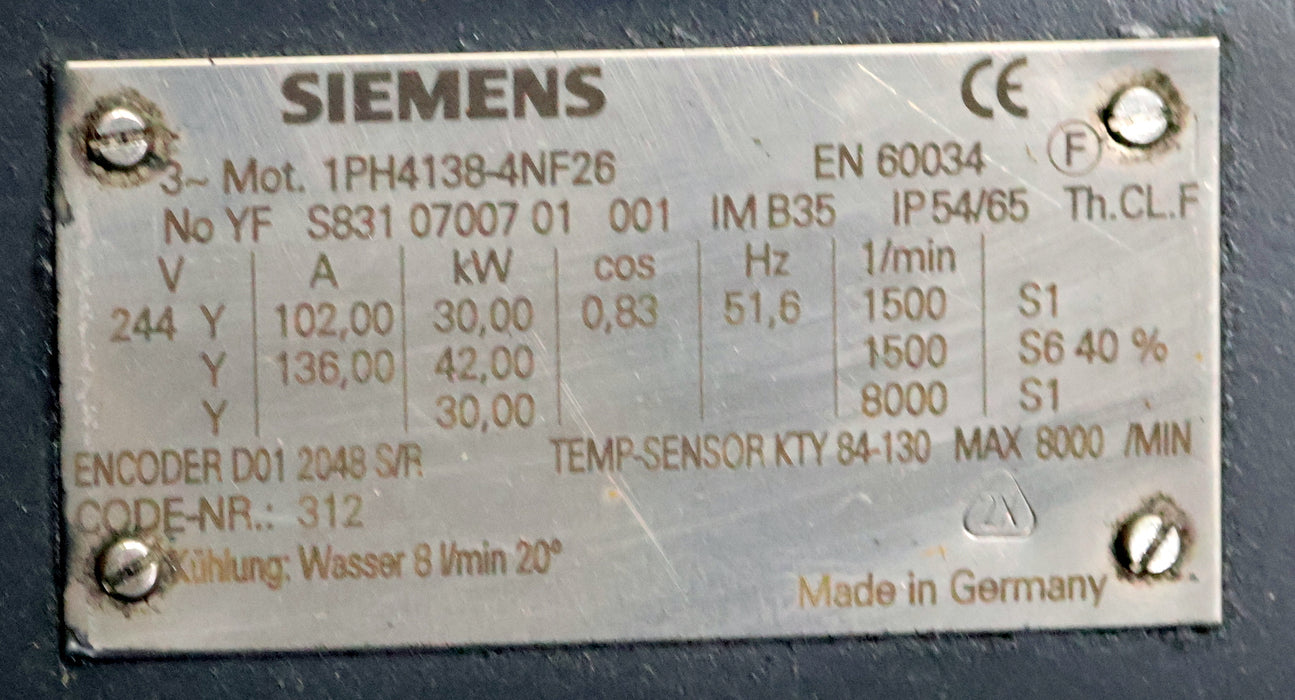 SIEMENS CE
3~ Mot. 1PH4138-4NF26 EN 60034 F
No YF S831 07007 01 001 IM B35 IP 54/65 Th.CL.F
V A kW cos Hz 1/min
244 Y 102,00 30,00 0,83 51,6 1500 S1
Y 136,00 42,00 1500 S6 40 %
Y 30,00 8000 S1
ENCODER D01 2048 S/R TEMP-SENSOR KTY 84-130 MAX 8000 /MIN
CODE-NR.: 312
Kühlung: Wasser 8 l/min 20°
Made in Germany